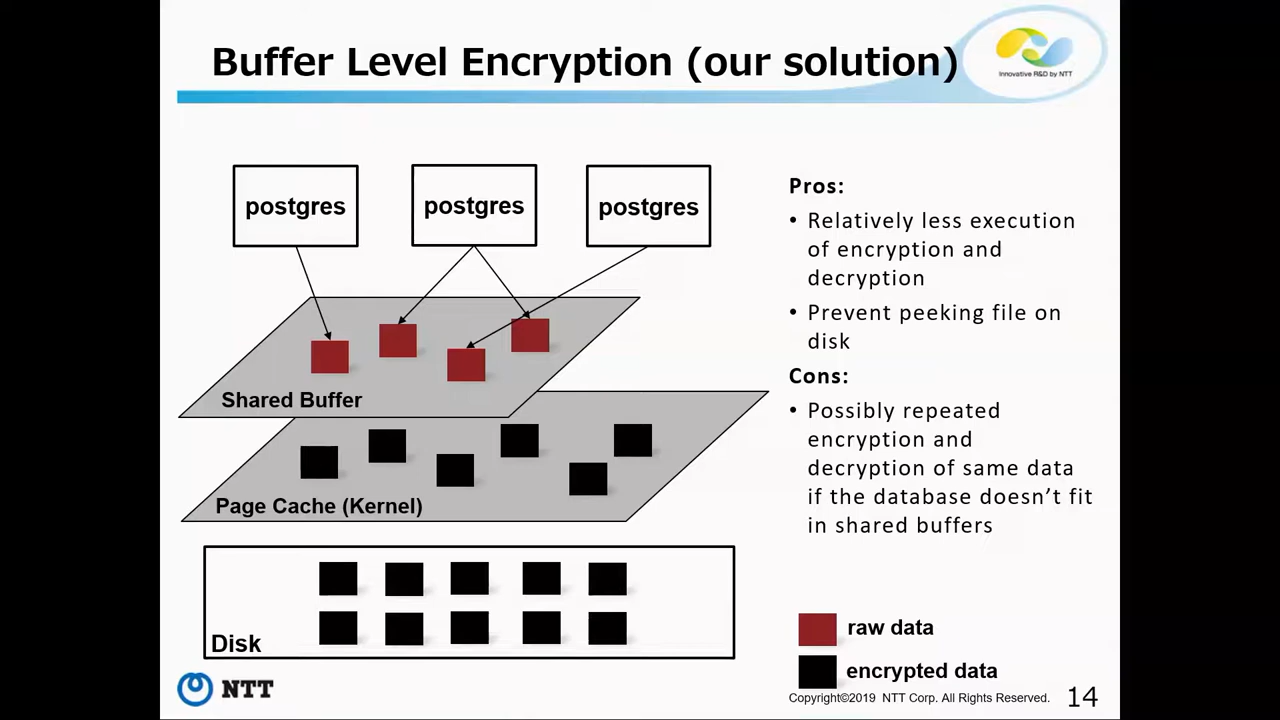 Buffer Level Encryption (our solution)
Innovative R&D by NTT
postgres
postgres
postgres
Shared Buffer
Page Cache (Kernel)
Disk
Pros:
• Relatively less execution
of encryption and
decryption
• Prevent peeking file on
disk
Cons:
• Possibly repeated
encryption and
decryption of same data
if the database doesn’t fit
in shared buffers
raw data
encrypted data
NTT
Copyright©2019 NTT Corp. All Rights Reserved.
14